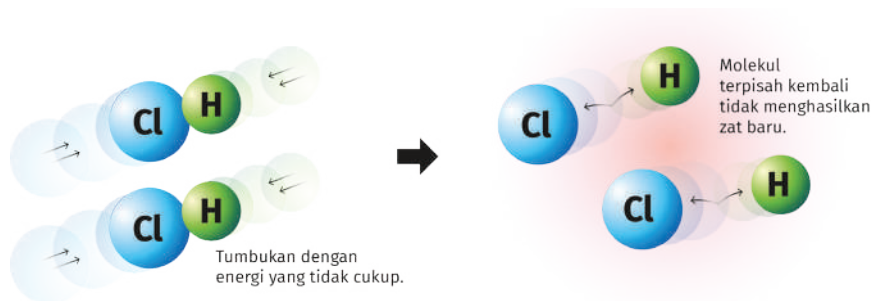 Cl H
Cl H
Tumbukan dengan
energi yang tidak cukup.
Cl H
Molekul
terpisah kembali
tidak menghasilkan
zat baru.
Cl H